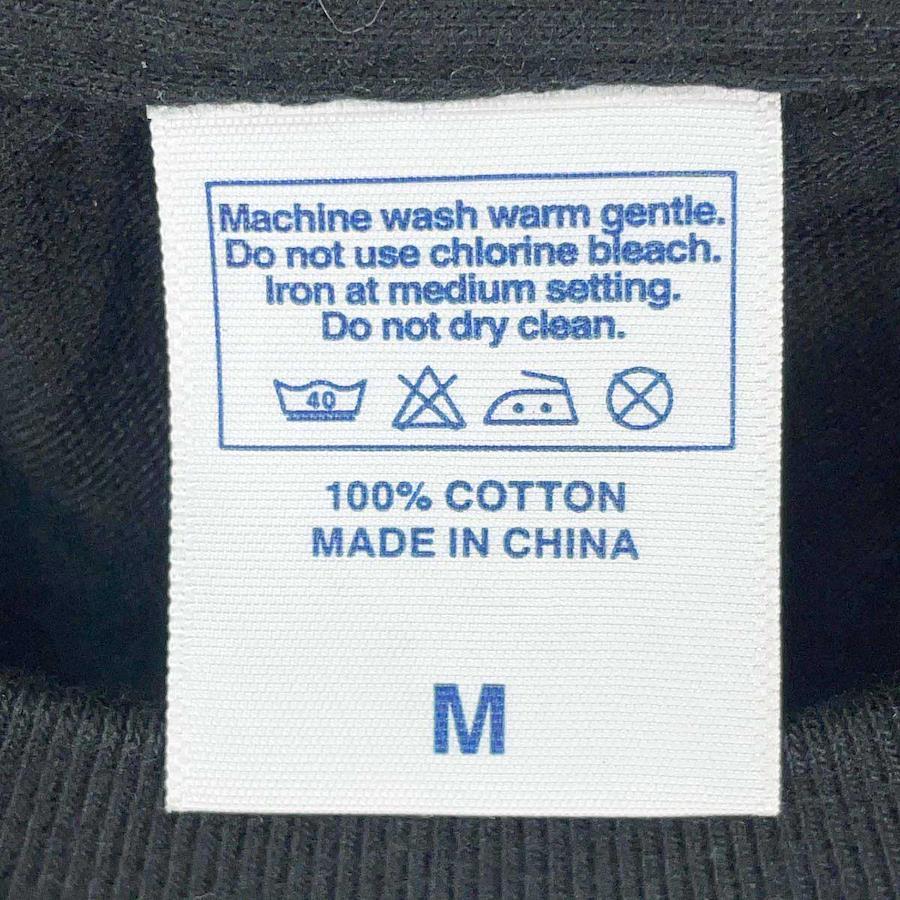 Machine wash warm gentle.
Do not use chlorine bleach.
Iron at medium setting.
Do not dry clean.
40
100% COTTON
MADE IN CHINA
M